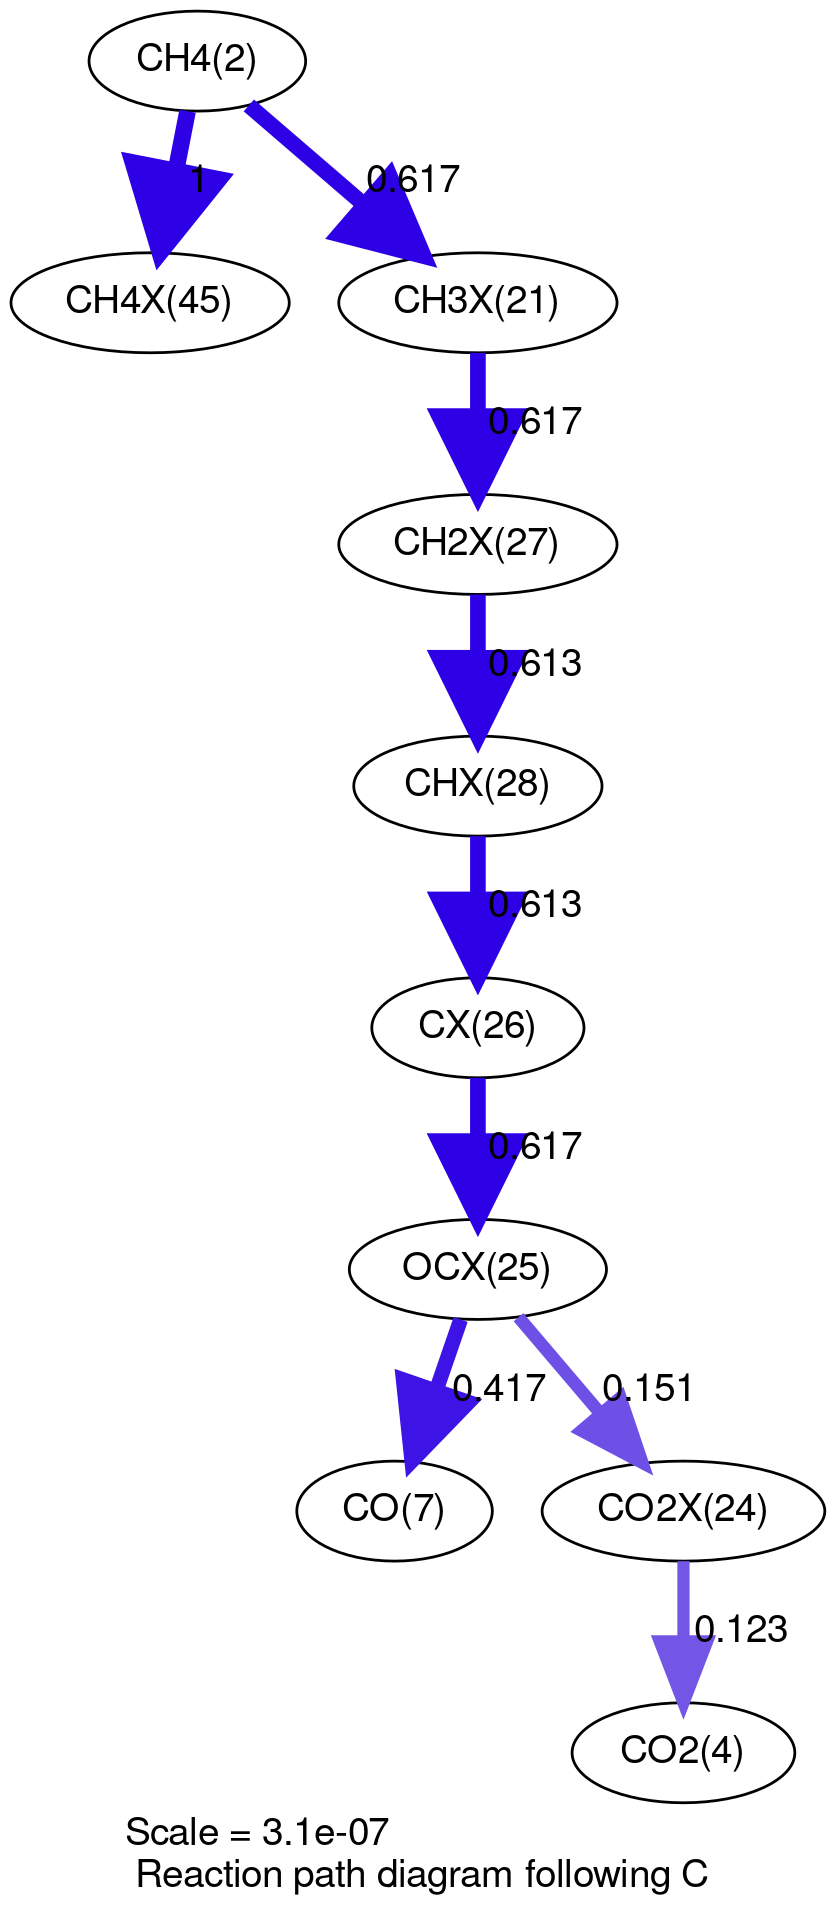 CH4(2)
1
0.617
CH4X(45)
CH3X(21)
0.617
CH2X(27)
0.613
CHX(28)
0.613
CX(26)
0.617
OCX(25)
0.417
0.151
CO(7)
CO2X(24)
0.123
CO2(4)
Scale = 3.1e-07
Reaction path diagram following C